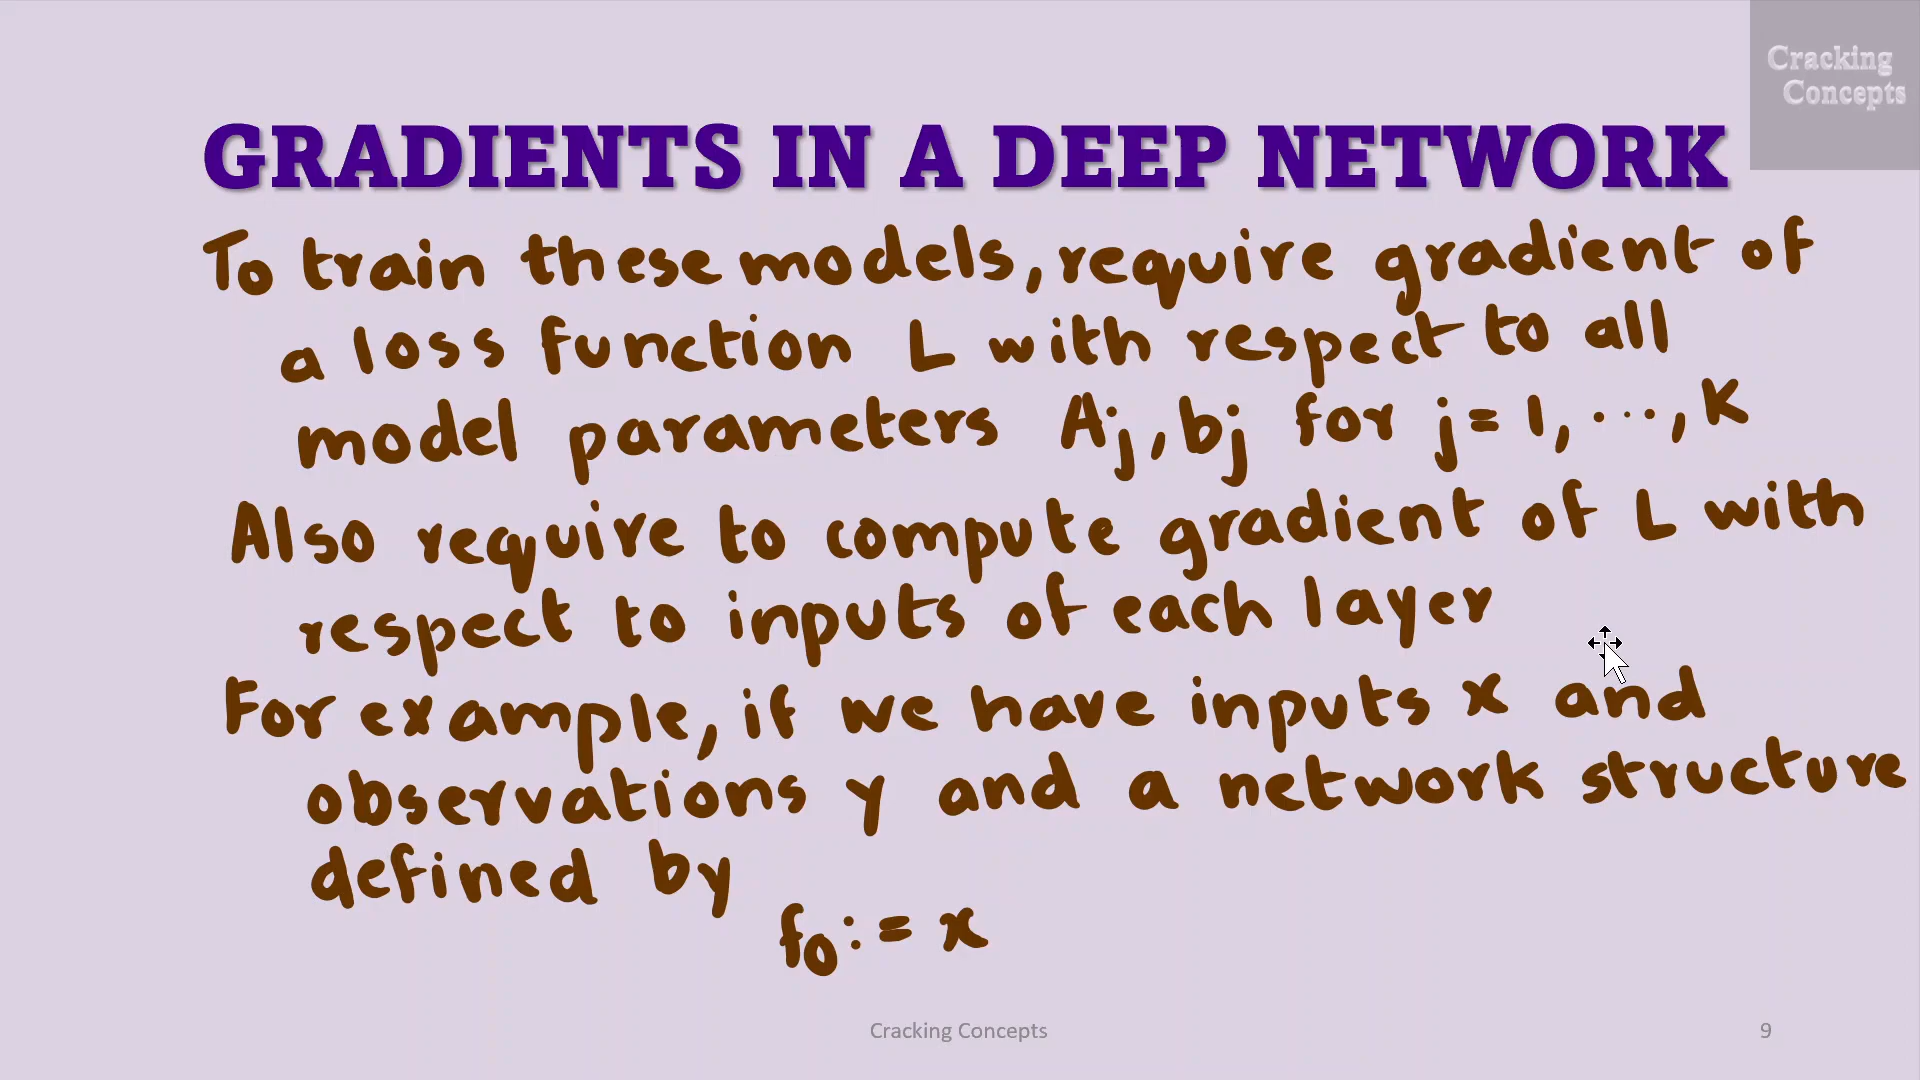 Cracking
Concepts
GRADIENTS IN A DEEP NETWORK
To train these models, require gradient of
a loss function L with respect to all
model parameters Aj, bj for j = 1, ..., K
Also require to compute gradient of L with
respect to inputs of each layer
For example, if we have inputs x and
observations y and a network structure
defined by
f0 := x
Cracking Concepts
9